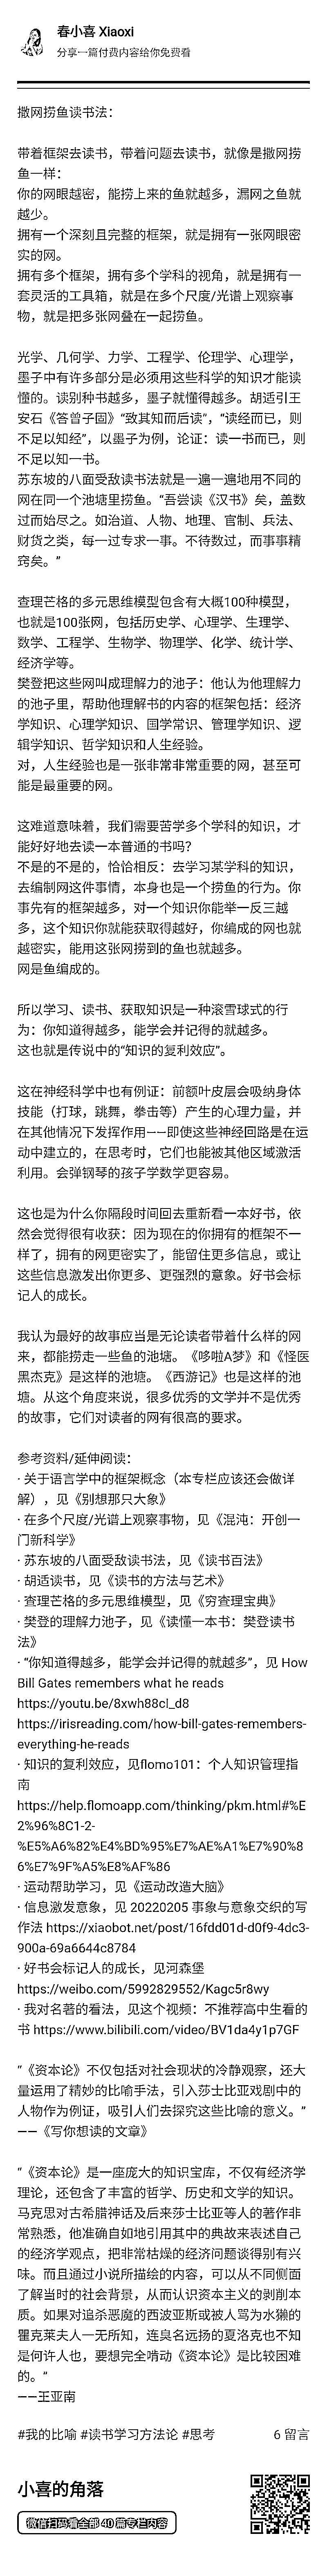 春小喜 Xiaoxi
分享一篇付费内容给你免费看
撒网捞鱼读书法：
带着框架去读书，带着问题去读书，就像是撒网捞
鱼一样：
你的网眼越密，能捞上来的鱼就越多，漏网之鱼就
越少。
拥有一个深刻且完整的框架，就是拥有一张网眼密
实的网。
拥有多个框架，拥有多个学科的视角，就是拥有一
套灵活的工具箱，就是在多个尺度/光谱上观察事
物，就是把多张网叠在一起捞鱼。
光学、几何学、力学、工程学、伦理学、心理学，
墨子中有许多部分是必须用这些科学的知识才能读
懂的。读别种书越多，墨子就懂得越多。胡适引王
安石《答曾子固》“致其知而后读”，“读经而已，则
不足以知经”，以墨子为例，论证：读一书而已，则
不足以知一书。
苏东坡的八面受敌读书法就是一遍一遍地用不同的
网在同一个池塘里捞鱼。“吾尝读《汉书》矣，盖数
过而始尽之。如治道、人物、地理、官制、兵法、
财货之类，每一过专求一事。不待数过，而事事精
窍矣。”
查理芒格的多元思维模型包含有大概100种模型，
也就是100张网，包括历史学、心理学、生理学、
数学、工程学、生物学、物理学、化学、统计学、
经济学等。
樊登把这些网叫成理解力的池子：他认为他理解力
的池子里，帮助他理解书的内容的框架包括：经济
学知识、心理学知识、国学常识、管理学知识、逻
辑学知识、哲学知识和人生经验。
对，人生经验也是一张非常非常重要的网，甚至可
能是最重要的网。
这难道意味着，我们需要苦学多个学科的知识，才
能好好地去读一本普通的书吗？
不是的不是的，恰恰相反：去学习某学科的知识，
去编制网这件事情，本身也是一个捞鱼的行为。你
事先有的框架越多，对一个知识你能举一反三越
多，这个知识你就能获取得越好，你编成的网也就
越密实，能用这张网捞到的鱼也就越多。
网是鱼编成的。
所以学习、读书、获取知识是一种滚雪球式的行
为：你知道得越多，能学会并记得的就越多。
这也就是传说中的“知识的复利效应”。
这在神经科学中也有例证：前额叶皮层会吸纳身体
技能（打球，跳舞，拳击等）产生的心理力量，并
在其他情况下发挥作用——即使这些神经回路是在运
动中建立的，在思考时，它们也能被其他区域激活
利用。会弹钢琴的孩子学数学更容易。
这也是为什么你隔段时间回去重新看一本好书，依
然会觉得很有收获：因为现在的你拥有的框架不一
样了，拥有的网更密实了，能留住更多信息，或让
这些信息激发出你更多、更强烈的意象。好书会标
记人的成长。
我认为最好的故事应当是无论读者带着什么样的网
来，都能捞走一些鱼的池塘。《哆啦A梦》和《怪医
黑杰克》是这样的池塘。《西游记》也是这样的池
塘。从这个角度来说，很多优秀的文学并不是优秀
的故事，它们对读者的网有很高的要求。
参考资料/延伸阅读：
· 关于语言学中的框架概念（本专栏应该还会做详
解），见《别想那只大象》
· 在多个尺度/光谱上观察事物，见《混沌：开创一
门新科学》
· 苏东坡的八面受敌读书法，见《读书百法》
· 胡适读书，见《读书的方法与艺术》
· 查理芒格的多元思维模型，见《穷查理宝典》
· 樊登的理解力池子，见《读懂一本书：樊登读书
法》
· “你知道得越多，能学会并记得的就越多”，见 How
Bill Gates remembers what he reads
https://youtu.be/8xwh88cl_d8
https://irisreading.com/how-bill-gates-remembers-
everything-he-reads
· 知识的复利效应，见flomo101：个人知识管理指
南
https://help.flomoapp.com/thinking/pkm.html#%E
2%96%8C1-2-
%E5%A6%82%E4%BD%95%E7%AE%A1%E7%90%8
6%E7%9F%A5%E8%AF%86
· 运动帮助学习，见《运动改造大脑》
· 信息激发意象，见 20220205 事象与意象交织的写
作法 https://xiaobot.net/post/16fdd01d-d0f9-4dc3-
900a-69a6644c8784
· 好书会标记人的成长，见河森堡
https://weibo.com/5992829552/Kagc5r8wy
· 我对名著的看法，见这个视频：不推荐高中生看的
书 https://www.bilibili.com/video/BV1da4y1p7GF
“《资本论》不仅包括对社会现状的冷静观察，还大
量运用了精妙的比喻手法，引入莎士比亚戏剧中的
人物作为例证，吸引人们去探究这些比喻的意义。”
——《写你想读的文章》
“《资本论》是一座庞大的知识宝库，不仅有经济学
理论，还包含了丰富的哲学、历史和文学的知识。
马克思对古希腊神话及后来莎士比亚等人的著作非
常熟悉，他准确自如地引用其中的典故来表述自己
的经济学观点，把非常枯燥的经济问题谈得别有兴
味。而且通过小说所描绘的内容，可以从不同侧面
了解当时的社会背景，从而认识资本主义的剥削本
质。如果对追杀恶魔的西波亚斯或被人骂为水獭的
瞿克莱夫人一无所知，连臭名远扬的夏洛克也不知
是何许人也，要想完全啃动《资本论》是比较困难
的。”
——王亚南
#我的比喻 #读书学习方法论 #思考
6 留言
小喜的角落
微信扫码看全部 40 篇专栏内容